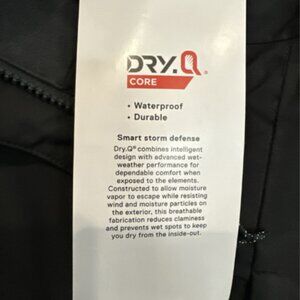 DRY.Q®
CORE
• Waterproof
• Durable
Smart storm defense
Dry.Q® combines intelligent
design with advanced wet-
weather performance for
dependable comfort when
exposed to the elements.
Constructed to allow moisture
vapor to escape while resisting
wind and moisture particles on
the exterior, this breathable
fabrication reduces clamminess
and prevents wet spots to keep
you dry from the inside-out.